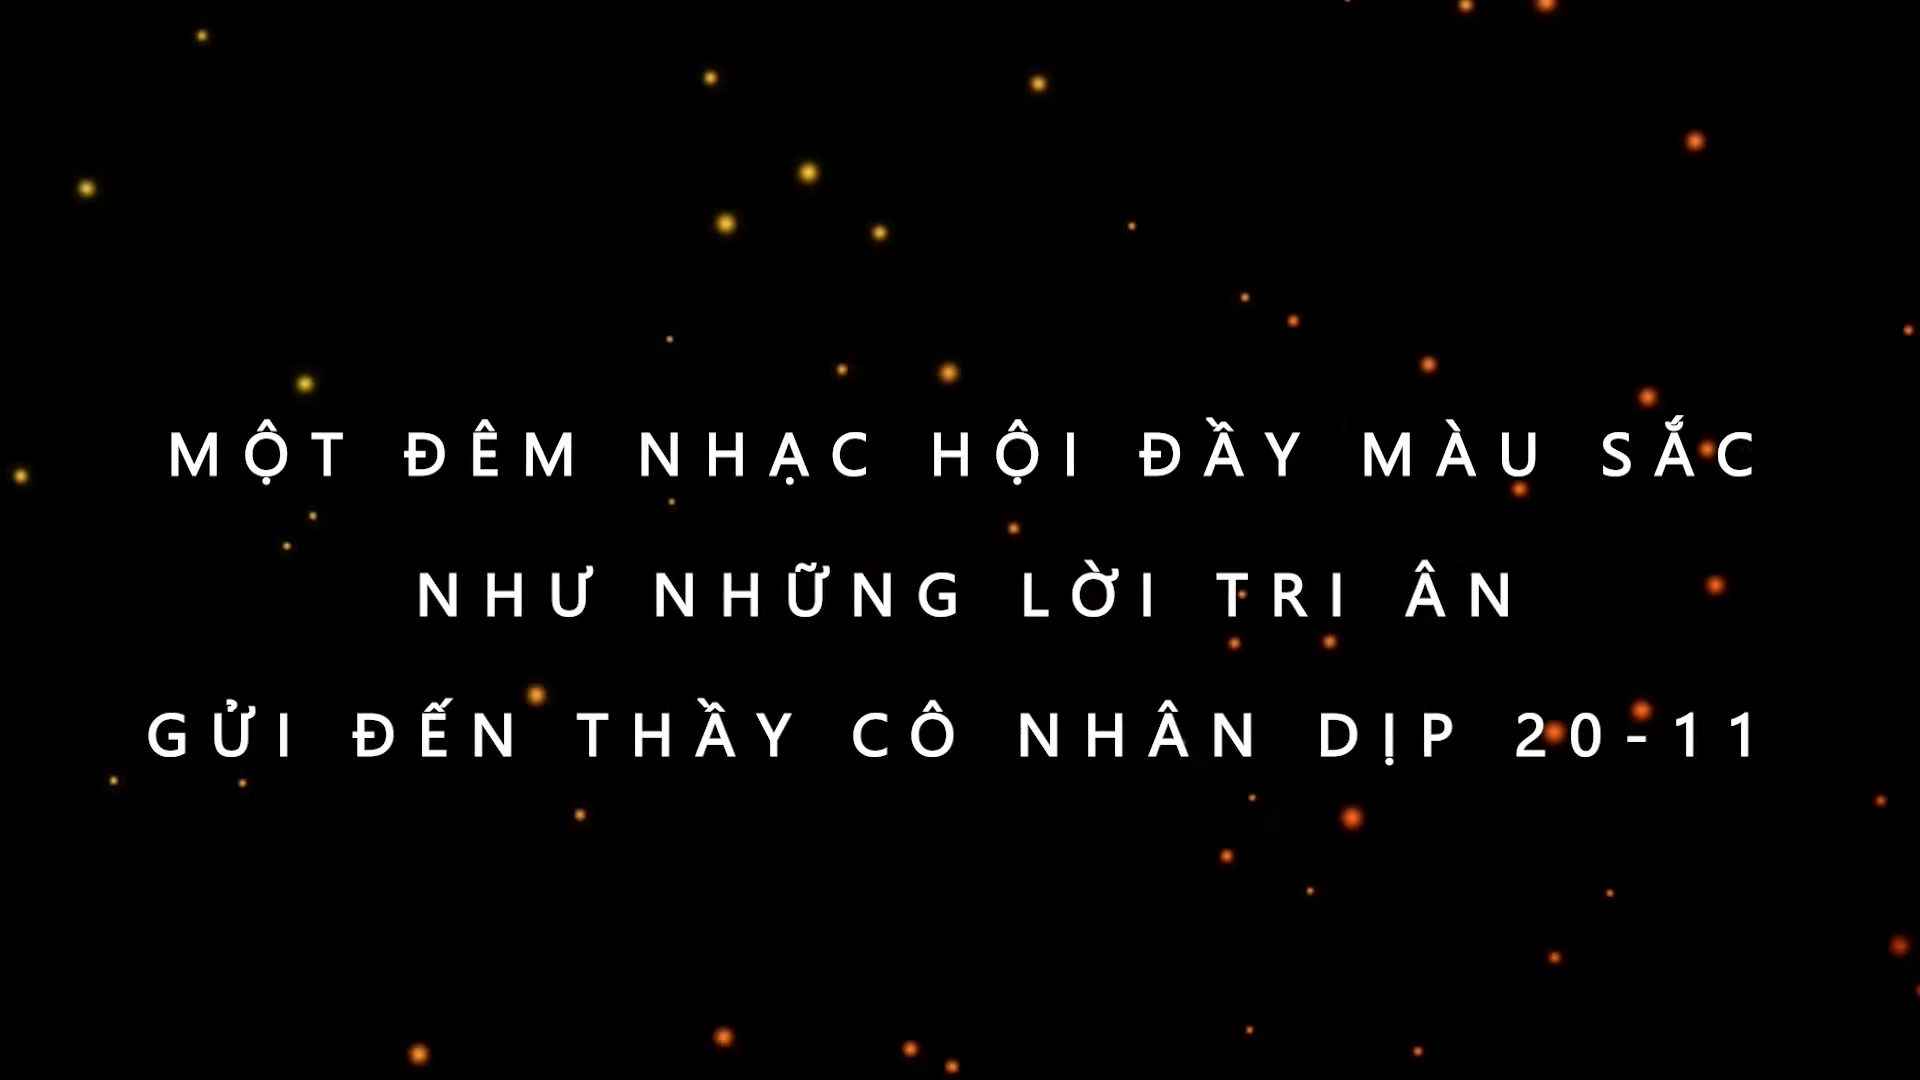 MỘT ĐÊM NHẠC HỘI ĐẦY MÀU SẮC
NHƯ NHỮNG LỜI TRI ÂN
GỬI ĐẾN THẦY CÔ NHÂN DỊP 20-11